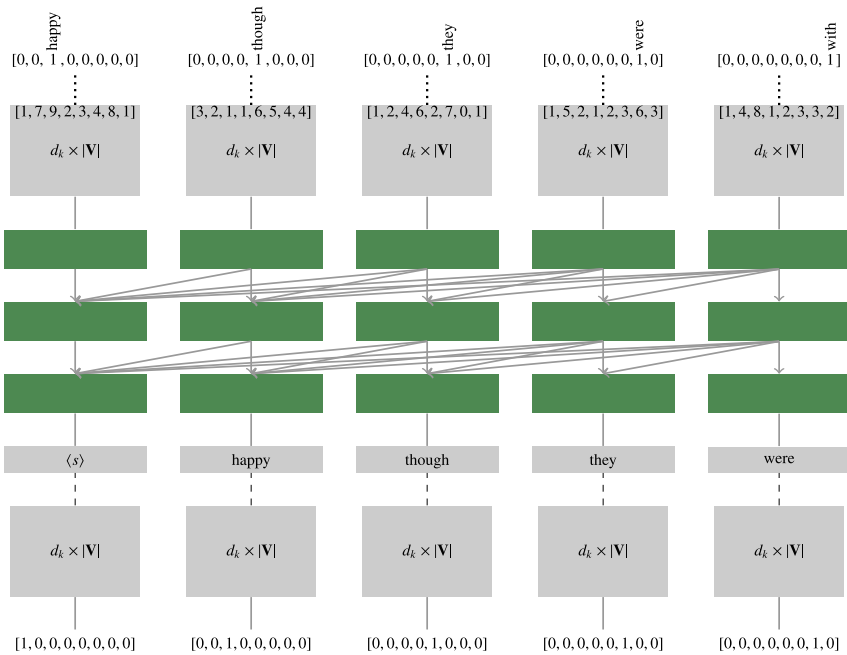 happy though they were with
[0, 0, 1, 0, 0, 0, 0, 0] [0, 0, 0, 0, 1, 0, 0, 0] [0, 0, 0, 0, 0, 1, 0, 0] [0, 0, 0, 0, 0, 0, 1, 0] [0, 0, 0, 0, 0, 0, 0, 1]
[1, 7, 9, 2, 3, 4, 8, 1] [3, 2, 1, 1, 6, 5, 4, 4] [1, 2, 4, 6, 2, 7, 0, 1] [1, 5, 2, 1, 2, 3, 6, 3] [1, 4, 8, 1, 2, 3, 3, 2]
d_k × |V| d_k × |V| d_k × |V| d_k × |V| d_k × |V|
⟨s⟩ happy though they were
d_k × |V| d_k × |V| d_k × |V| d_k × |V| d_k × |V|
[1, 0, 0, 0, 0, 0, 0, 0] [0, 0, 1, 0, 0, 0, 0, 0] [0, 0, 0, 0, 1, 0, 0, 0] [0, 0, 0, 0, 0, 1, 0, 0] [0, 0, 0, 0, 0, 0, 1, 0]